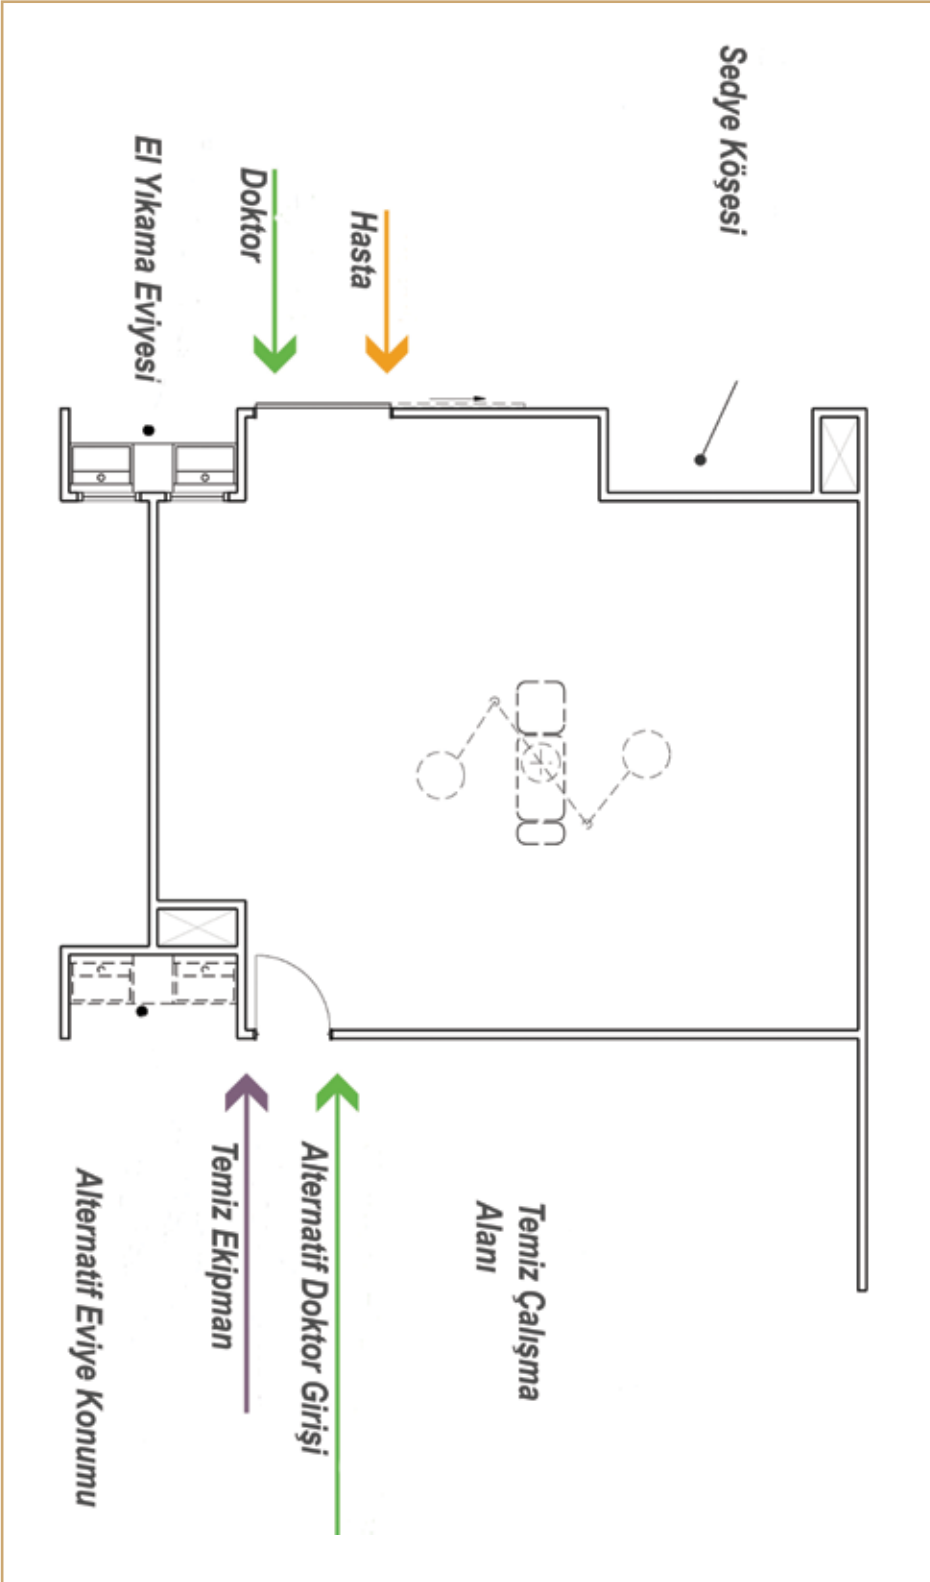 Sedye Köşesi
Hasta
Doktor
El Yıkama Eviyesi
Temiz Çalışma
Alanı
Alternatif Doktor Girişi
Temiz Ekipman
Alternatif Eviye Konumu